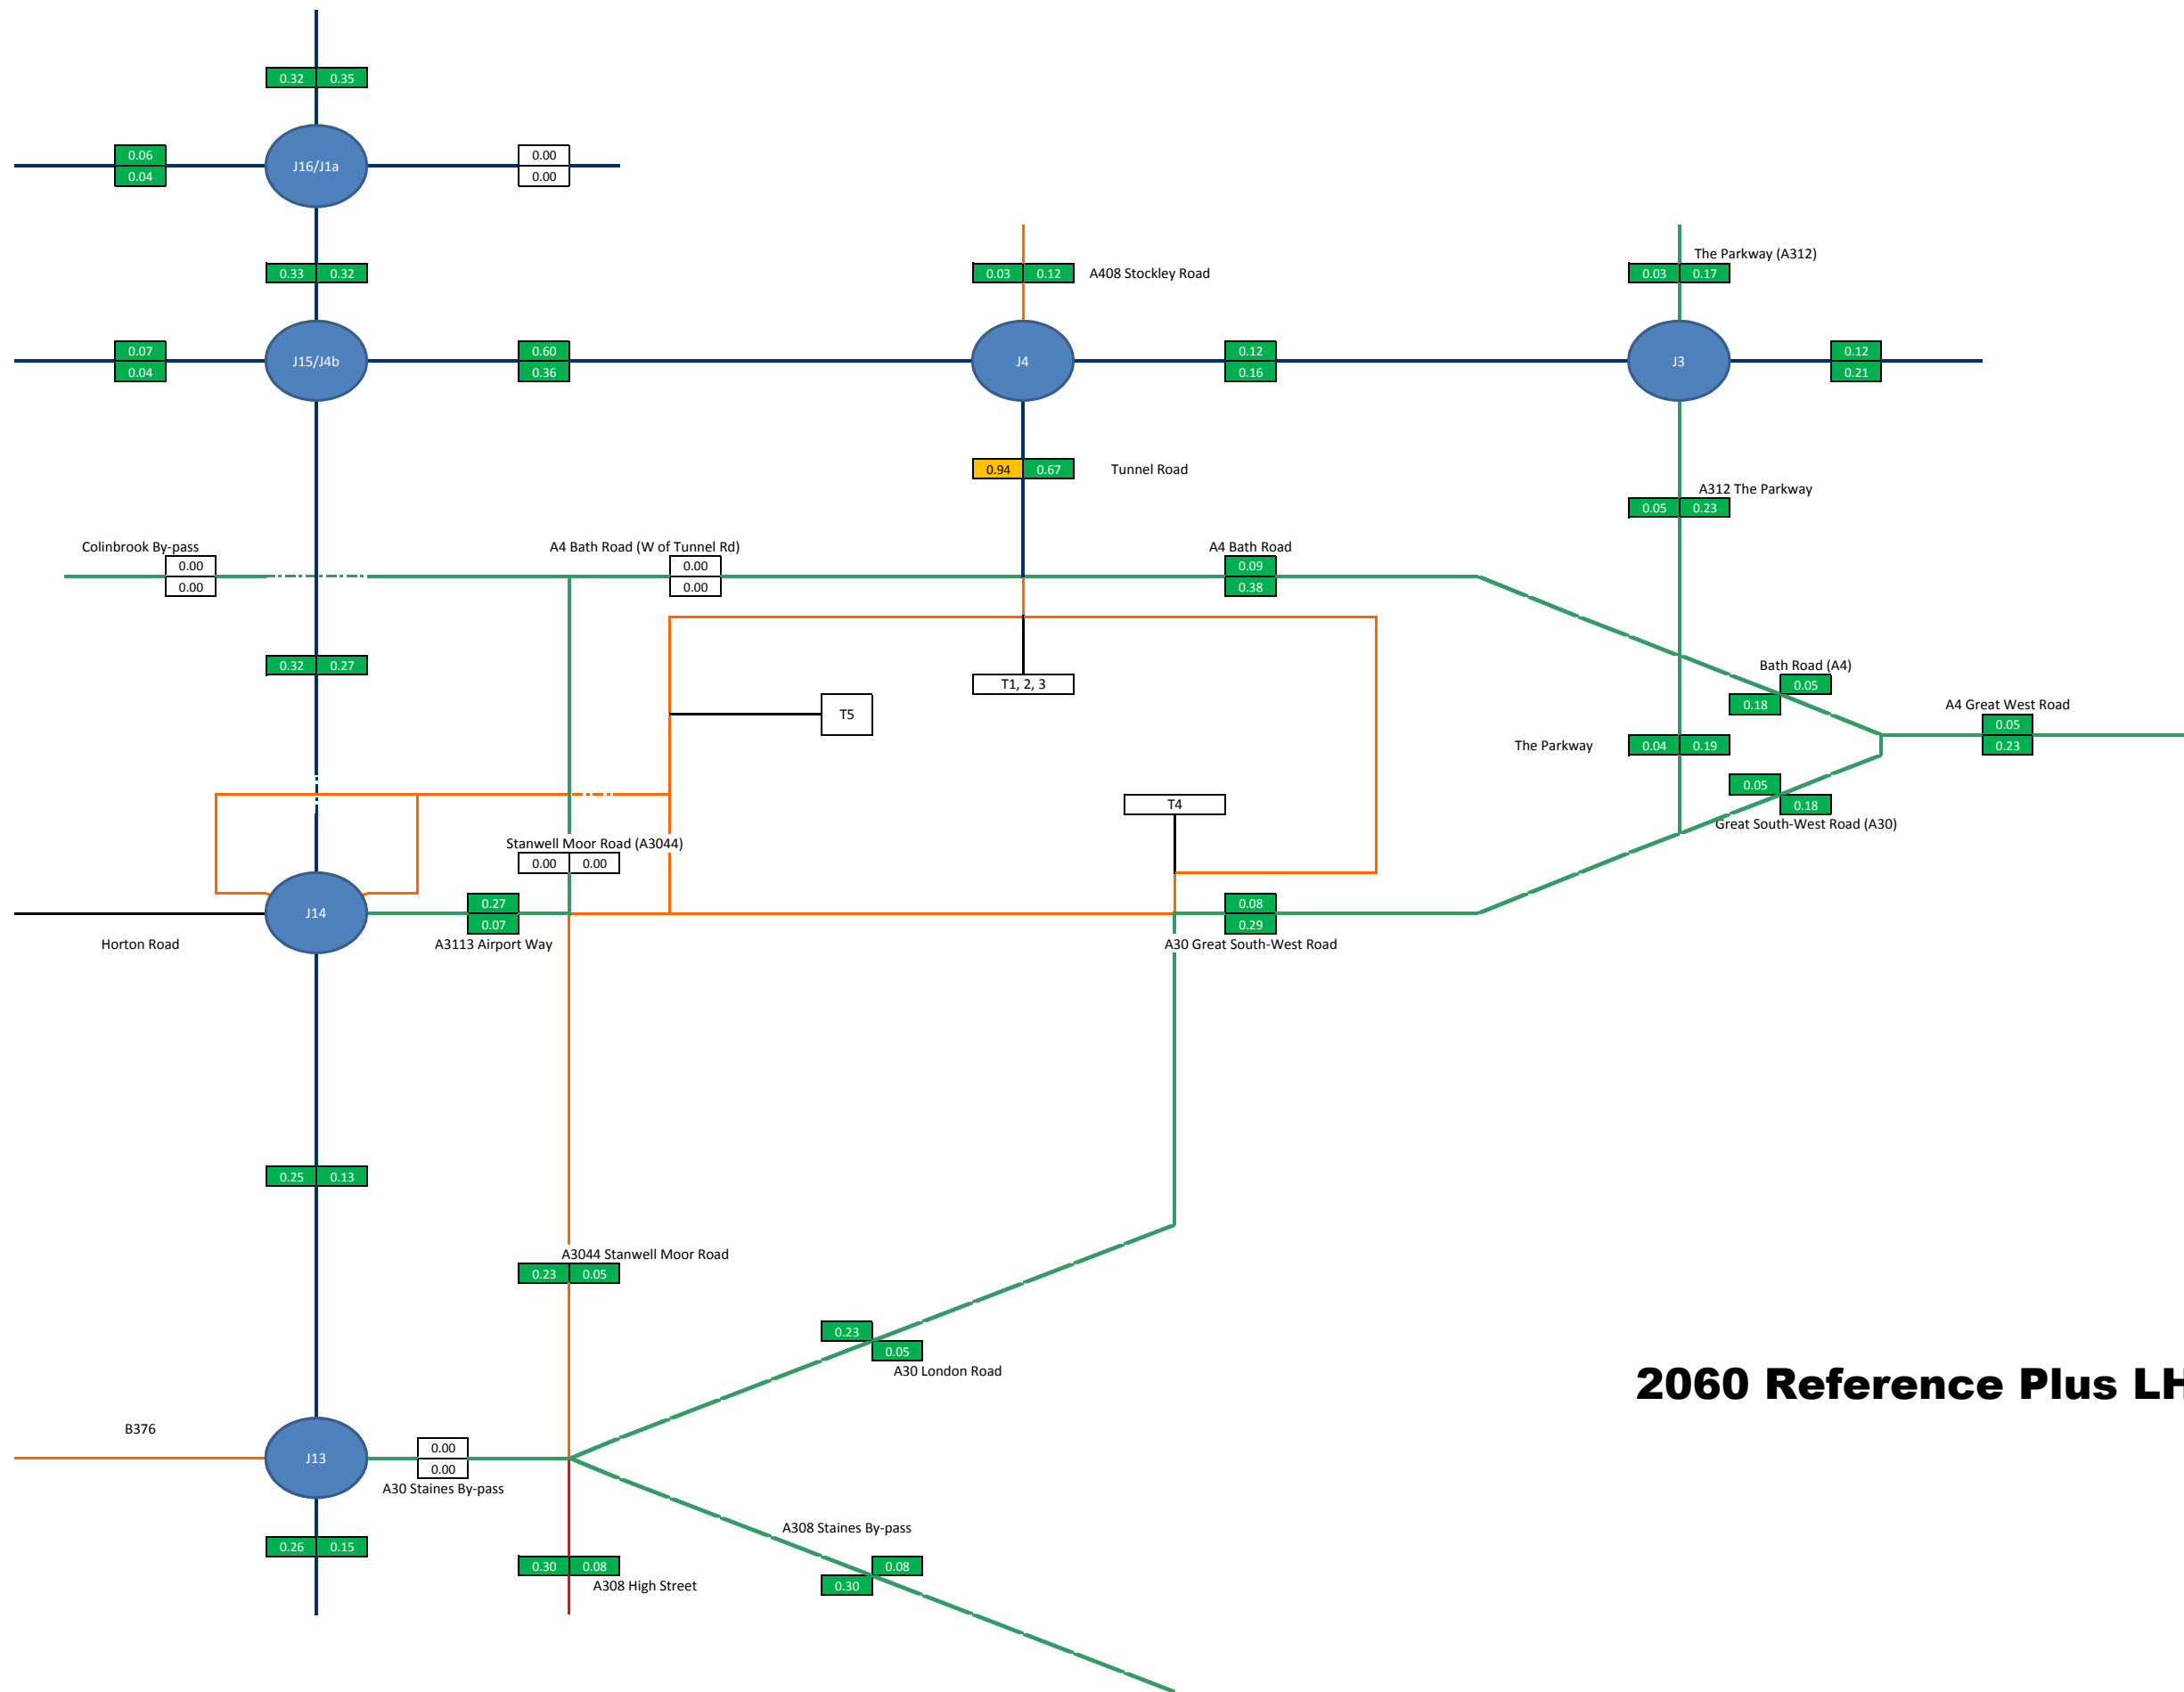 0.32 0.35
J16/J1a
0.06
0.04
0.00
0.00
0.33 0.32
0.03 0.12 A408 Stockley Road
The Parkway (A312)
0.03 0.17
J15/J4b
0.07
0.04
0.60
0.36
J4
0.12
0.16
J3
0.12
0.21
0.94 0.67 Tunnel Road
A312 The Parkway
0.05 0.23
Colinbrook By-pass
0.00
0.00
A4 Bath Road (W of Tunnel Rd)
0.00
0.00
A4 Bath Road
0.09
0.38
0.32 0.27
T1, 2, 3
T5
Bath Road (A4)
0.05
0.18
A4 Great West Road
0.05
0.23
The Parkway 0.04 0.19
0.05
0.18
Great South-West Road (A30)
T4
Stanwell Moor Road (A3044)
0.00 0.00
J14
Horton Road
0.27
0.07
A3113 Airport Way
0.08
0.29
A30 Great South-West Road
0.25 0.13
A3044 Stanwell Moor Road
0.23 0.05
0.23
0.05
A30 London Road
2060 Reference Plus LH
B376
J13
0.00
0.00
A30 Staines By-pass
0.26 0.15
A308 Staines By-pass
0.08
0.30
0.30 0.08
A308 High Street